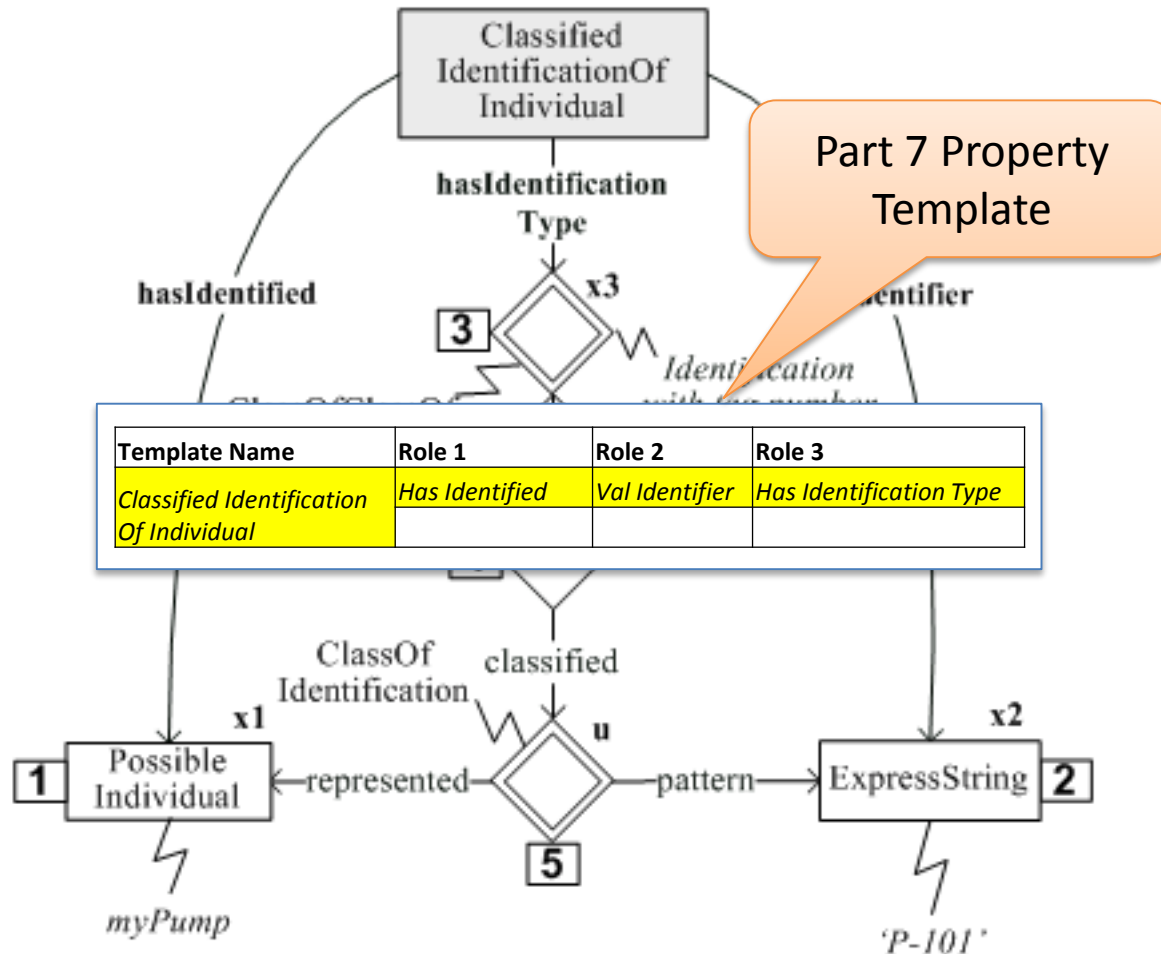 Classified
IdentificationOf
Individual
Part 7 Property
Template
hasIdentification
Type
x3
hasIdentified
3
Identification
Template Name Role 1 Role 2 Role 3
Classified Identification
Of Individual
Has Identified Val Identifier Has Identification Type
ClassOf
Identification
classified
x1
u
x2
1
Possible
Individual
represented
pattern
ExpressString
2
5
myPump
'P-101'